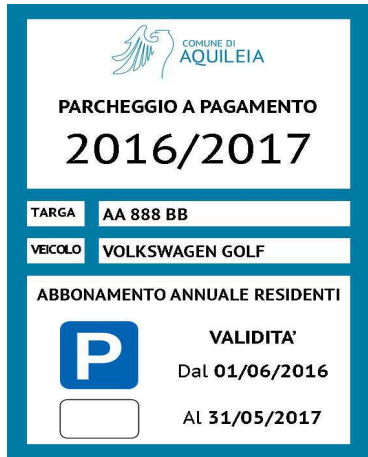 COMUNE DI
AQUILEIA
PARCHEGGIO A PAGAMENTO
2016/2017
TARGA AA 888 BB
VEICOLO VOLKSWAGEN GOLF
ABBONAMENTO ANNUALE RESIDENTI
P
VALIDITA’
Dal 01/06/2016
Al 31/05/2017